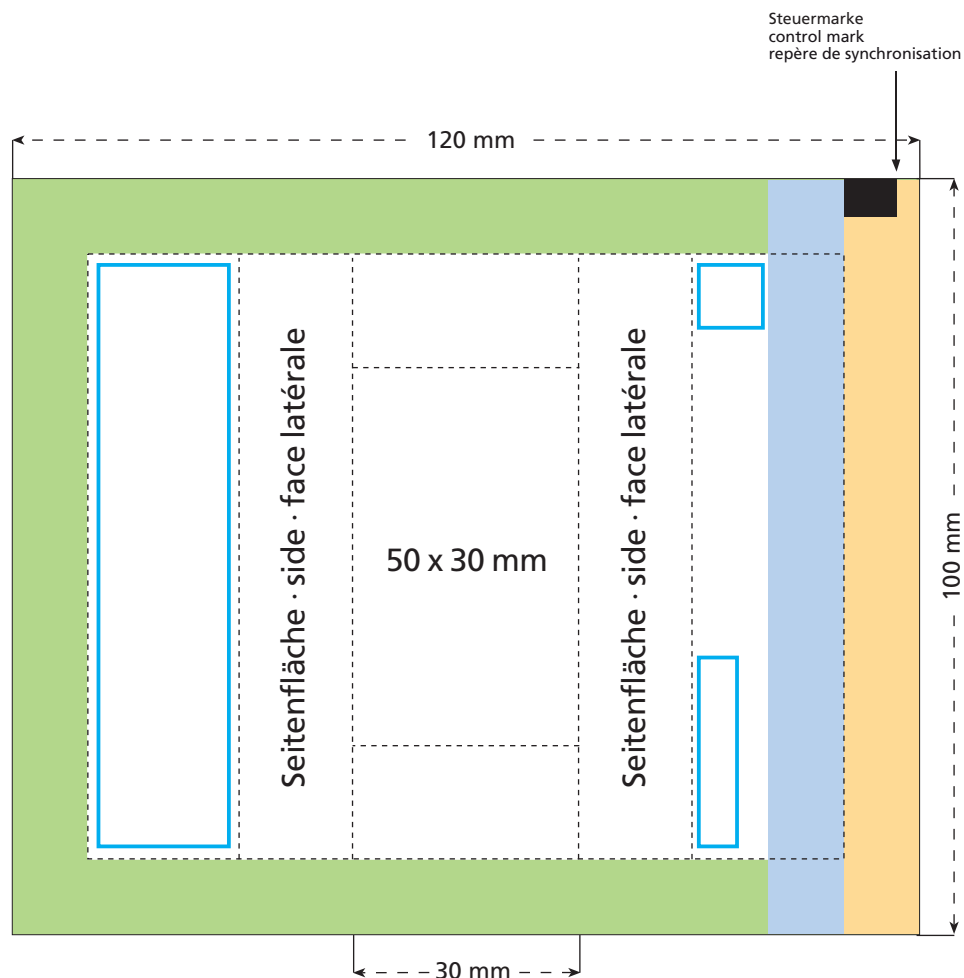 Steuermarke
control mark
repère de synchronisation
120 mm
Seitenfläche · side · face latérale
50 x 30 mm
Seitenfläche · side · face latérale
100 mm
30 mm